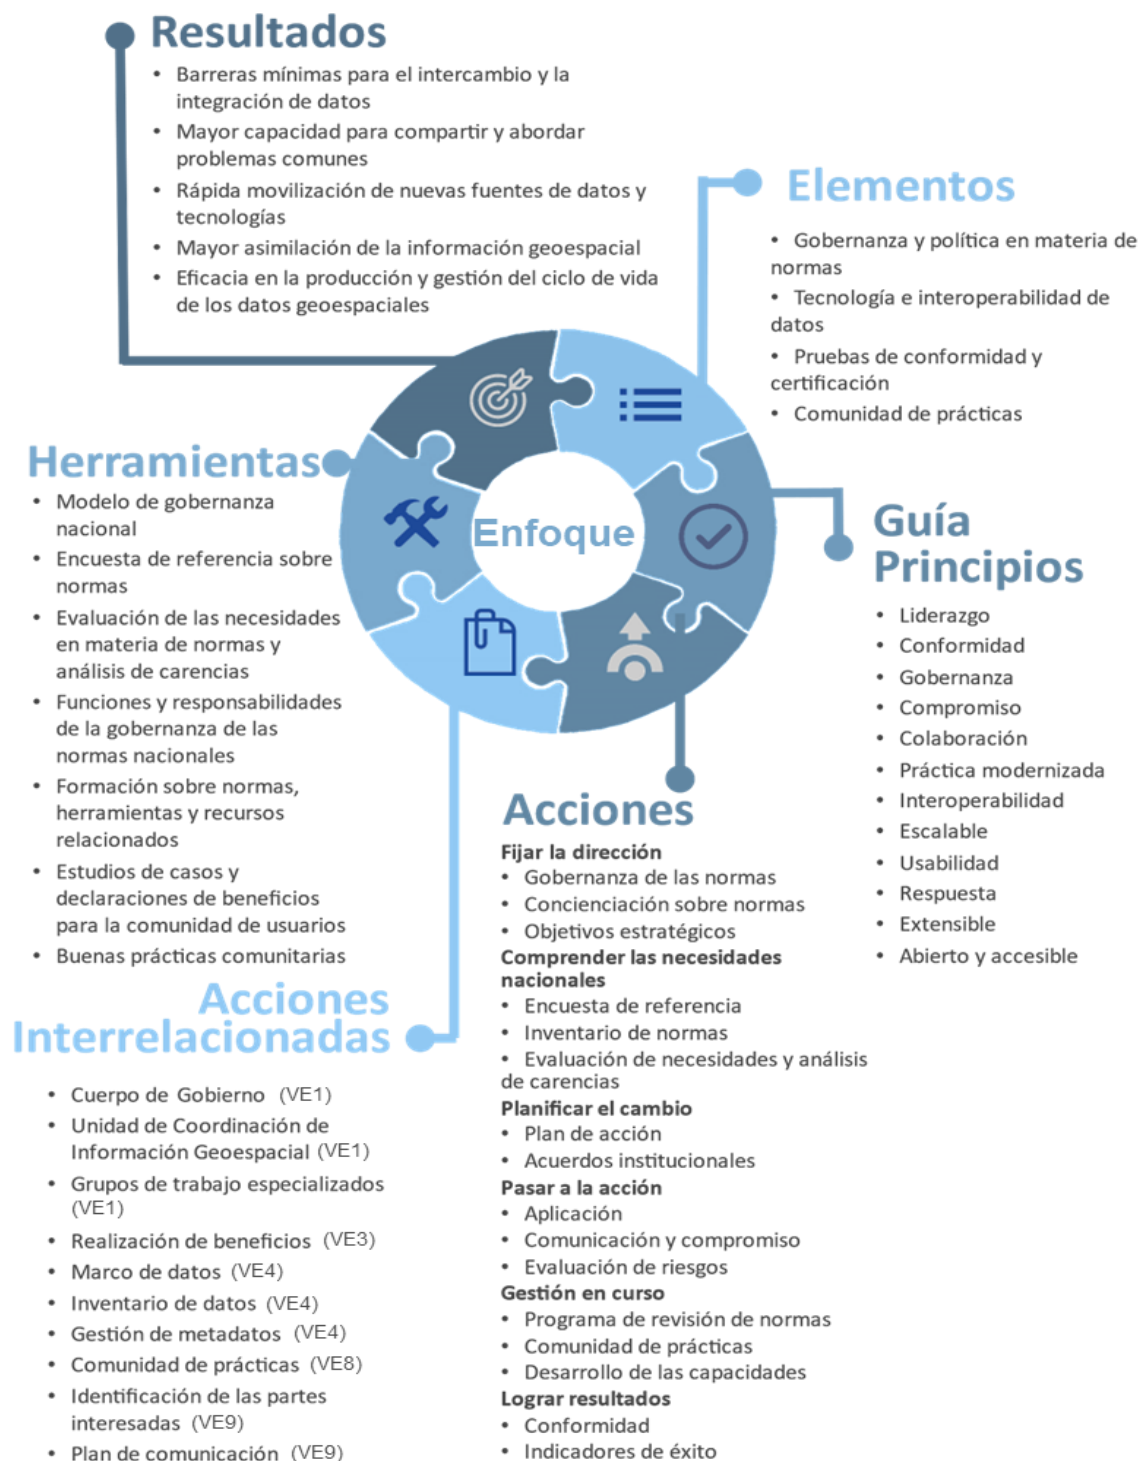 Resultados
• Barreras mínimas para el intercambio y la
integración de datos
• Mayor capacidad para compartir y abordar
problemas comunes
• Rápida movilización de nuevas fuentes de datos y
tecnologías
• Mayor asimilación de la información geoespacial
• Eficacia en la producción y gestión del ciclo de vida
de los datos geoespaciales
Elementos
• Gobernanza y política en materia de
normas
• Tecnología e interoperabilidad de
datos
• Pruebas de conformidad y
certificación
• Comunidad de prácticas
Herramientas
• Modelo de gobernanza
nacional
• Encuesta de referencia sobre
normas
• Evaluación de las necesidades
en materia de normas y
análisis de carencias
• Funciones y responsabilidades
de la gobernanza de las
normas nacionales
• Formación sobre normas,
herramientas y recursos
relacionados
• Estudios de casos y
declaraciones de beneficios
para la comunidad de usuarios
• Buenas prácticas comunitarias
Enfoque
Guía
Principios
• Liderazgo
• Conformidad
• Gobernanza
• Compromiso
• Colaboración
• Práctica modernizada
• Interoperabilidad
• Escalable
• Usabilidad
• Respuesta
• Extensible
• Abierto y accesible
Acciones
Fijar la dirección
• Gobernanza de las normas
• Concienciación sobre normas
• Objetivos estratégicos
Comprender las necesidades
nacionales
• Encuesta de referencia
• Inventario de normas
• Evaluación de necesidades y análisis
de carencias
Planificar el cambio
• Plan de acción
• Acuerdos institucionales
Pasar a la acción
• Aplicación
• Comunicación y compromiso
• Evaluación de riesgos
Gestión en curso
• Programa de revisión de normas
• Comunidad de prácticas
• Desarrollo de las capacidades
Lograr resultados
• Conformidad
• Indicadores de éxito
Acciones
Interrelacionadas
• Cuerpo de Gobierno (VE1)
• Unidad de Coordinación de
Información Geoespacial (VE1)
• Grupos de trabajo especializados
(VE1)
• Realización de beneficios (VE3)
• Marco de datos (VE4)
• Inventario de datos (VE4)
• Gestión de metadatos (VE4)
• Comunidad de prácticas (VE8)
• Identificación de las partes
interesadas (VE9)
• Plan de comunicación (VE9)